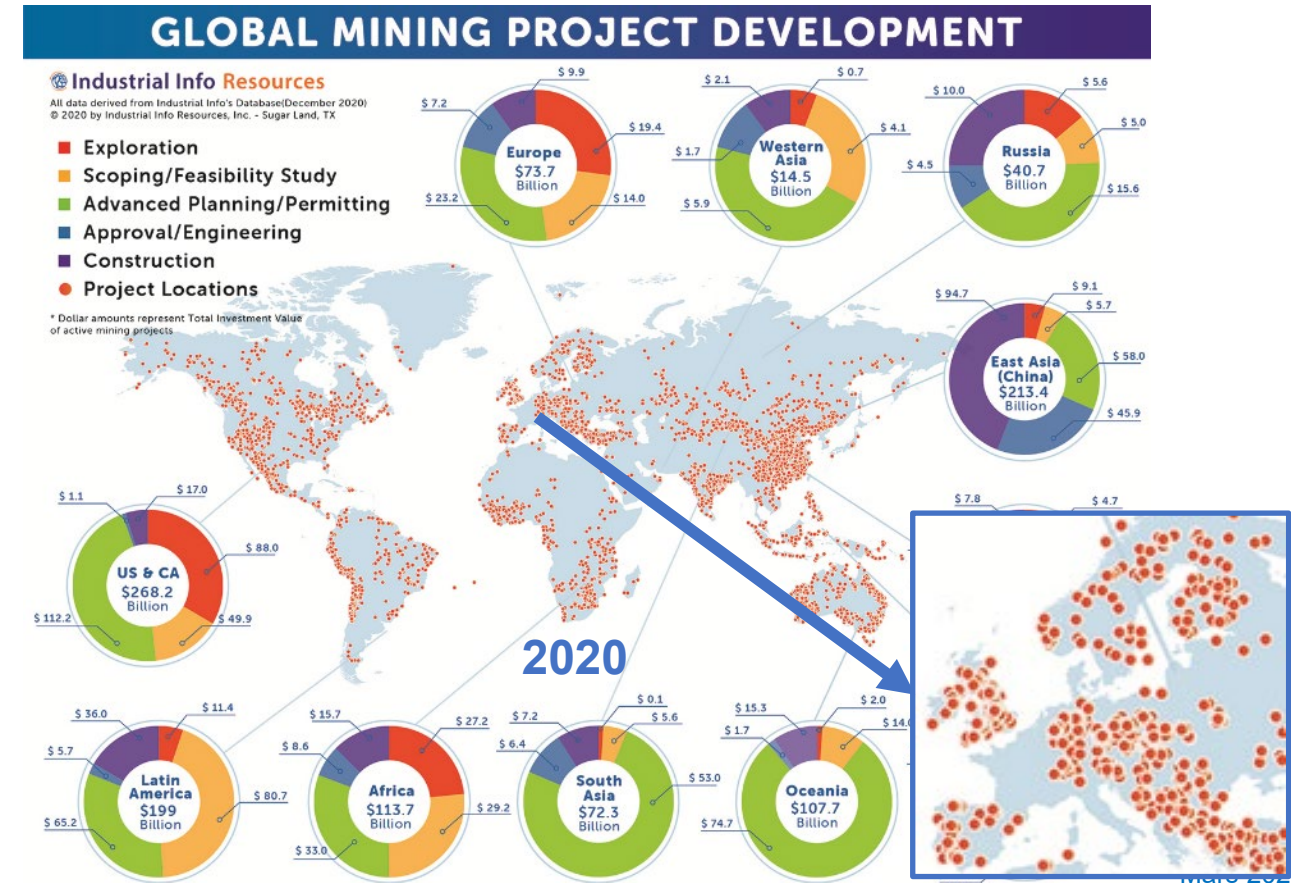 GLOBAL MINING PROJECT DEVELOPMENT
Industrial Info Resources
All data derived from Industrial Info's Database(December 2020)
© 2020 by Industrial Info Resources, Inc. - Sugar Land, TX
Exploration
Scoping/Feasibility Study
Advanced Planning/Permitting
Approval/Engineering
Construction
Project Locations
* Dollar amounts represent Total Investment Value
of active mining projects
$ 9.9
$ 7.2
$ 19.4
Europe
$73.7
Billion
$ 23.2
$ 14.0
$ 2.1
$ 0.7
$ 4.1
$ 1.7
Western
Asia
$14.5
Billion
$ 5.9
$ 10.0
$ 5.6
$ 5.0
Russia
$40.7
Billion
$ 4.5
$ 15.6
$ 94.7
$ 9.1
$ 5.7
East Asia
(China)
$213.4
Billion
$ 58.0
$ 45.9
$ 7.8
$ 4.7
$ 1.1
$ 17.0
$ 88.0
US & CA
$268.2
Billion
$ 112.2
$ 49.9
2020
$ 36.0
$ 11.4
$ 5.7
Latin
America
$199
Billion
$ 80.7
$ 65.2
$ 15.7
$ 27.2
$ 8.6
Africa
$113.7
Billion
$ 29.2
$ 33.0
$ 7.2
$ 0.1
$ 5.6
$ 6.4
South
Asia
$72.3
Billion
$ 53.0
$ 15.3
$ 2.0
$ 14.0
$ 1.7
Oceania
$107.7
Billion
$ 74.7